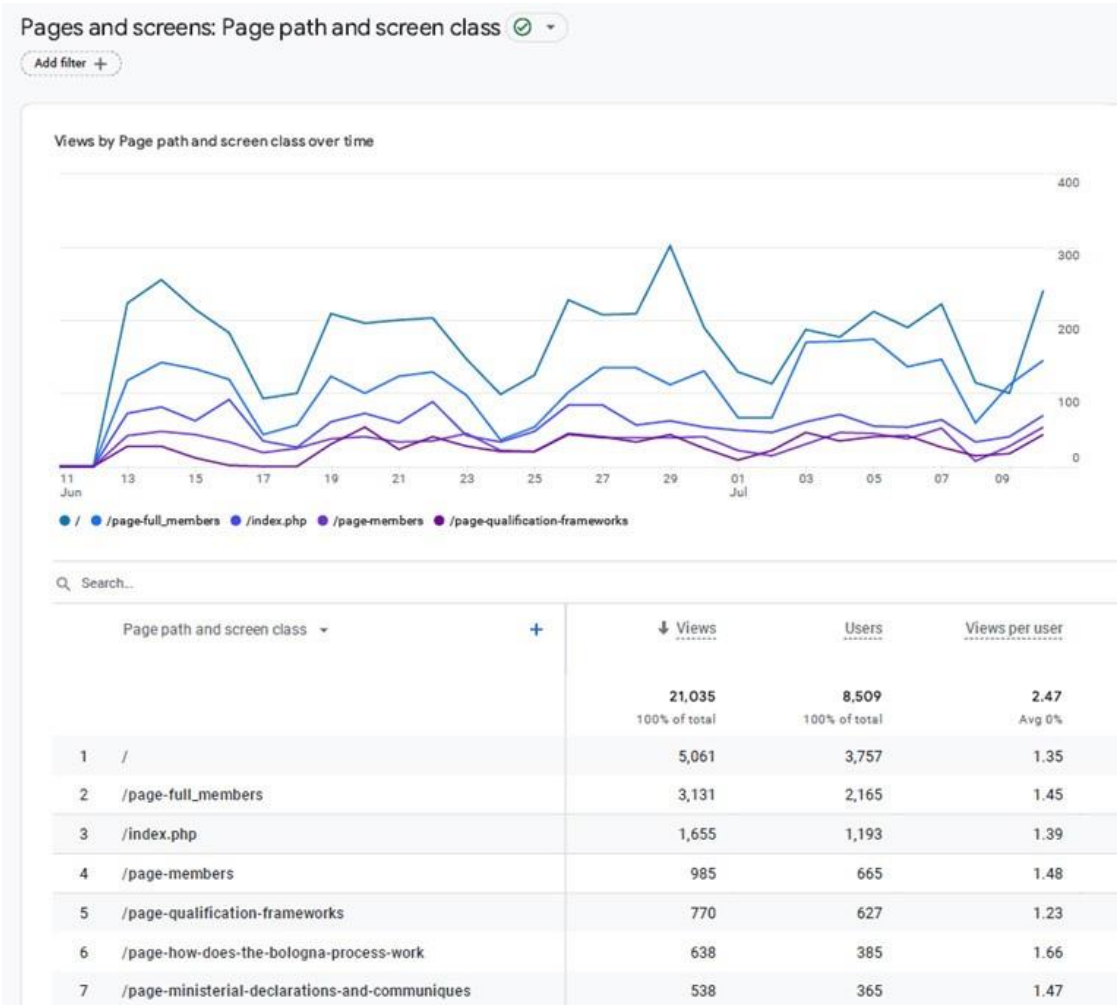 Pages and screens: Page path and screen class
Add filter +
Views by Page path and screen class over time
400
300
200
100
0
11 13 15 17 19 21 23 25 27 29 01 03 05 07 09
Jun Jul
/ /page-full_members /index.php /page-members /page-qualification-frameworks
Search...
Page path and screen class + Views Users Views per user
21,035 8,509 2.47
100% of total 100% of total Avg 0%
1 / 5,061 3,757 1.35
2 /page-full_members 3,131 2,165 1.45
3 /index.php 1,655 1,193 1.39
4 /page-members 985 665 1.48
5 /page-qualification-frameworks 770 627 1.23
6 /page-how-does-the-bologna-process-work 638 385 1.66
7 /page-ministerial-declarations-and-communiques 538 365 1.47